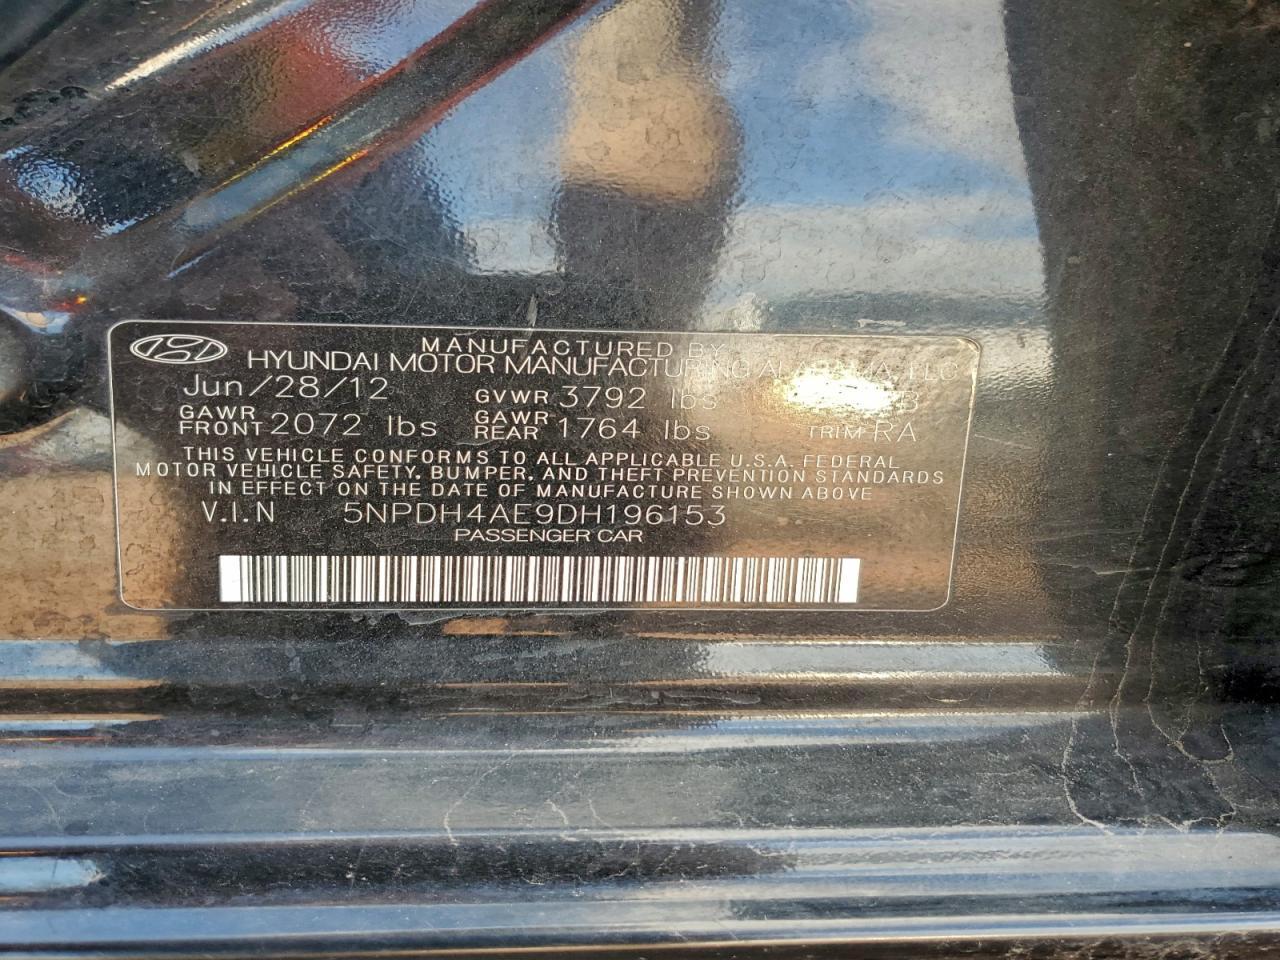 MANUFACTURED BY
HYUNDAI MOTOR MANUFACTURING ALABAMA, LLC
Jun/28/12 GVWR 3792 lbs
GAWR FRONT 2072 lbs GAWR REAR 1764 lbs TRIM RA
THIS VEHICLE CONFORMS TO ALL APPLICABLE U.S.A. FEDERAL
MOTOR VEHICLE SAFETY, BUMPER, AND THEFT PREVENTION STANDARDS
IN EFFECT ON THE DATE OF MANUFACTURE SHOWN ABOVE
V.I.N 5NPDH4AE9DH196153
PASSENGER CAR